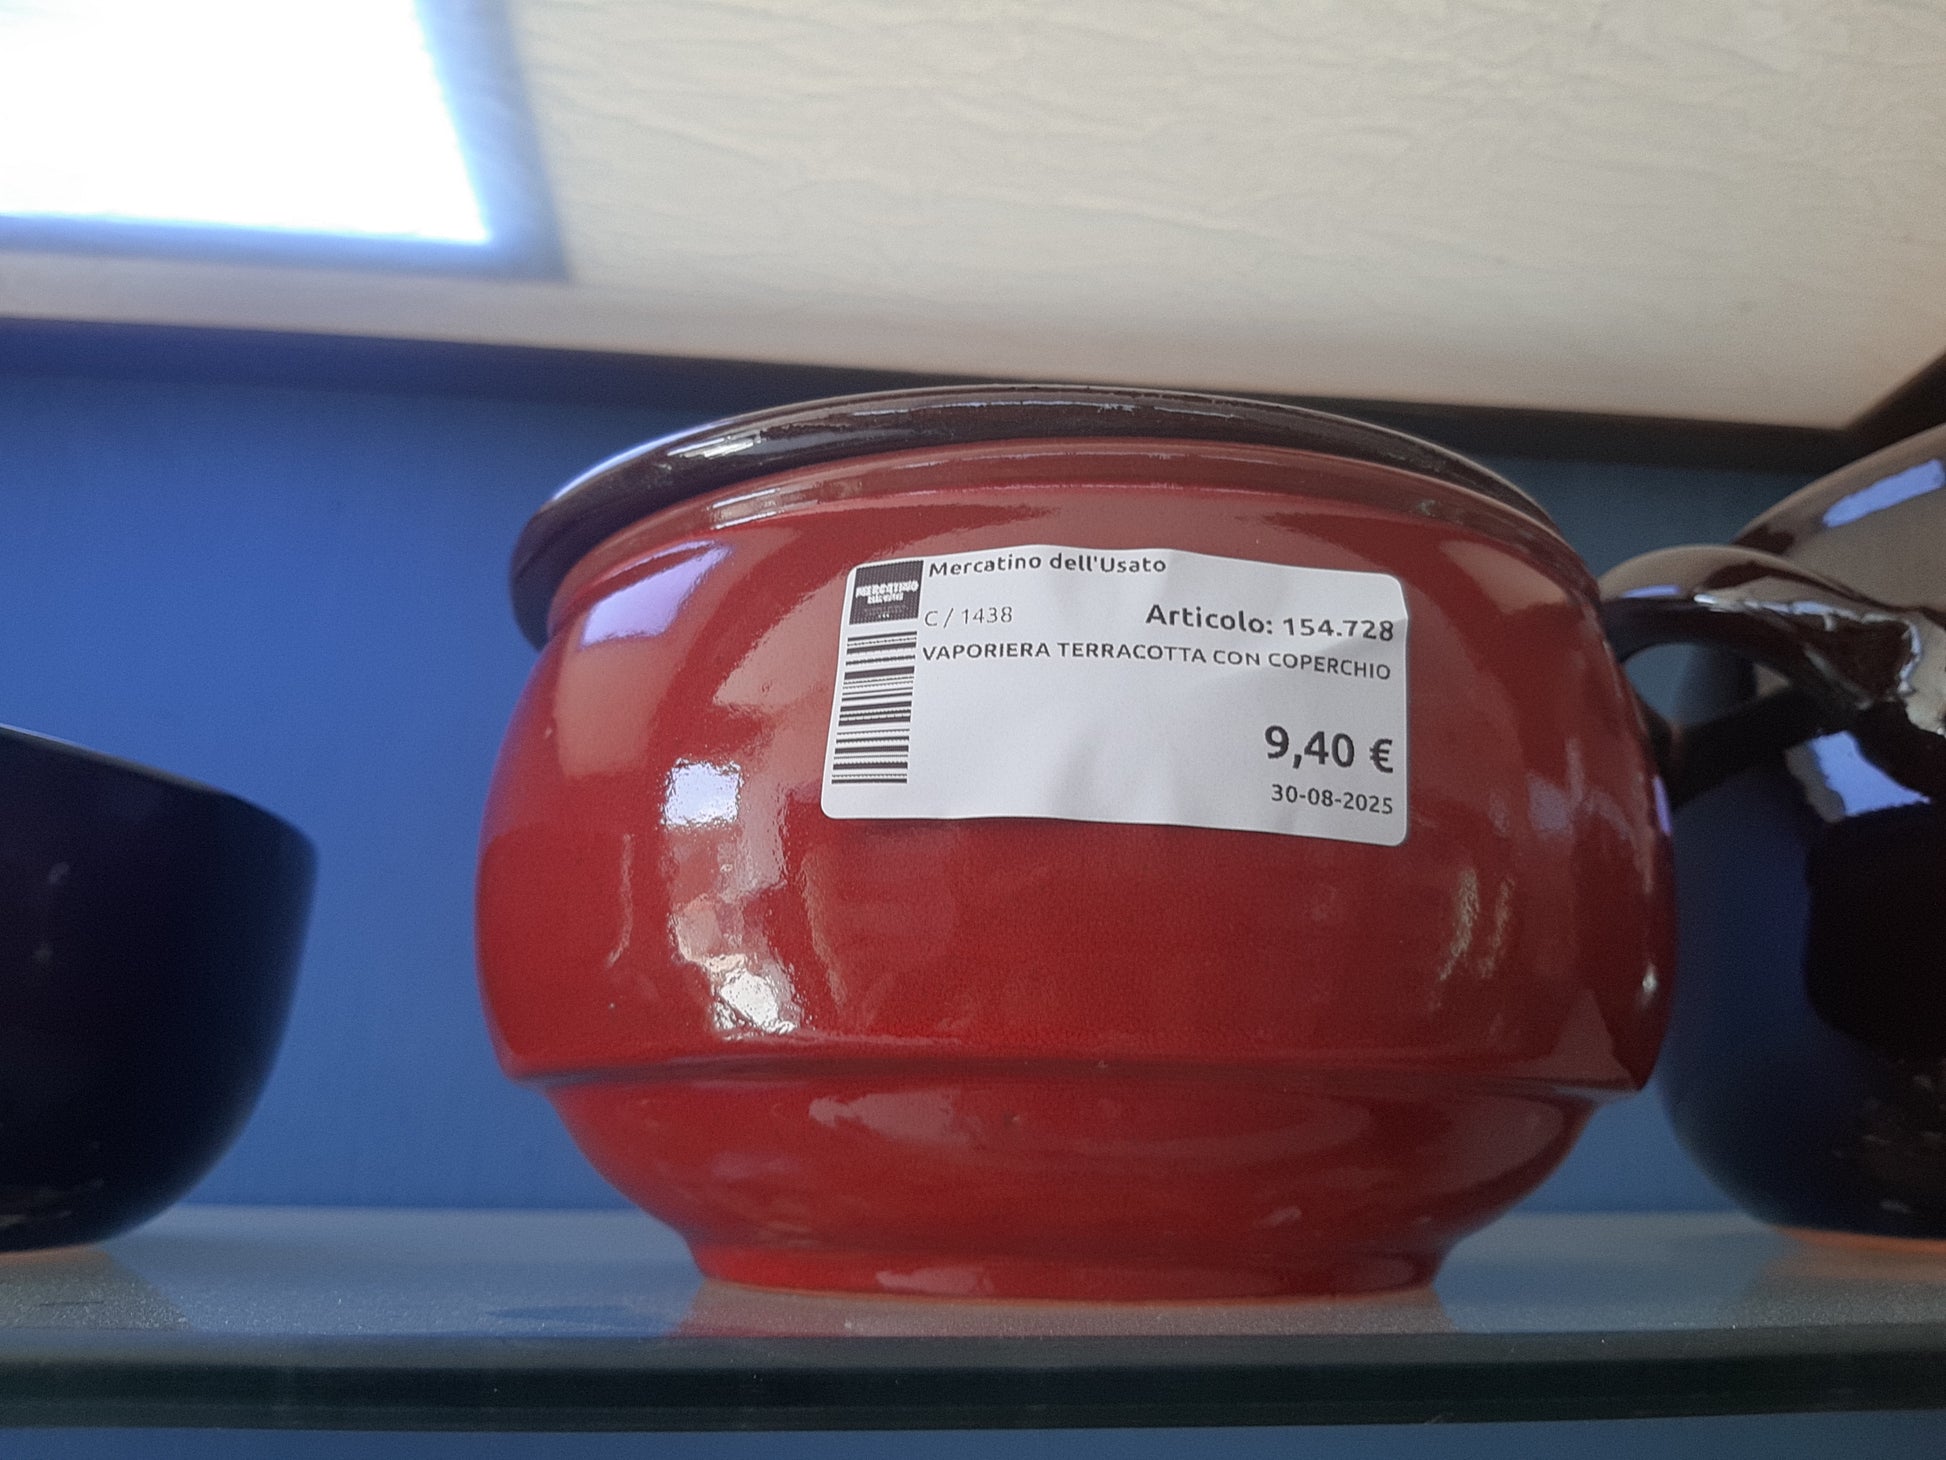 Mercatino dell'Usato
C / 1438 Articolo: 154.728
VAPORIERA TERRACOTTA CON COPERCHIO
9,40 €
30-08-2025